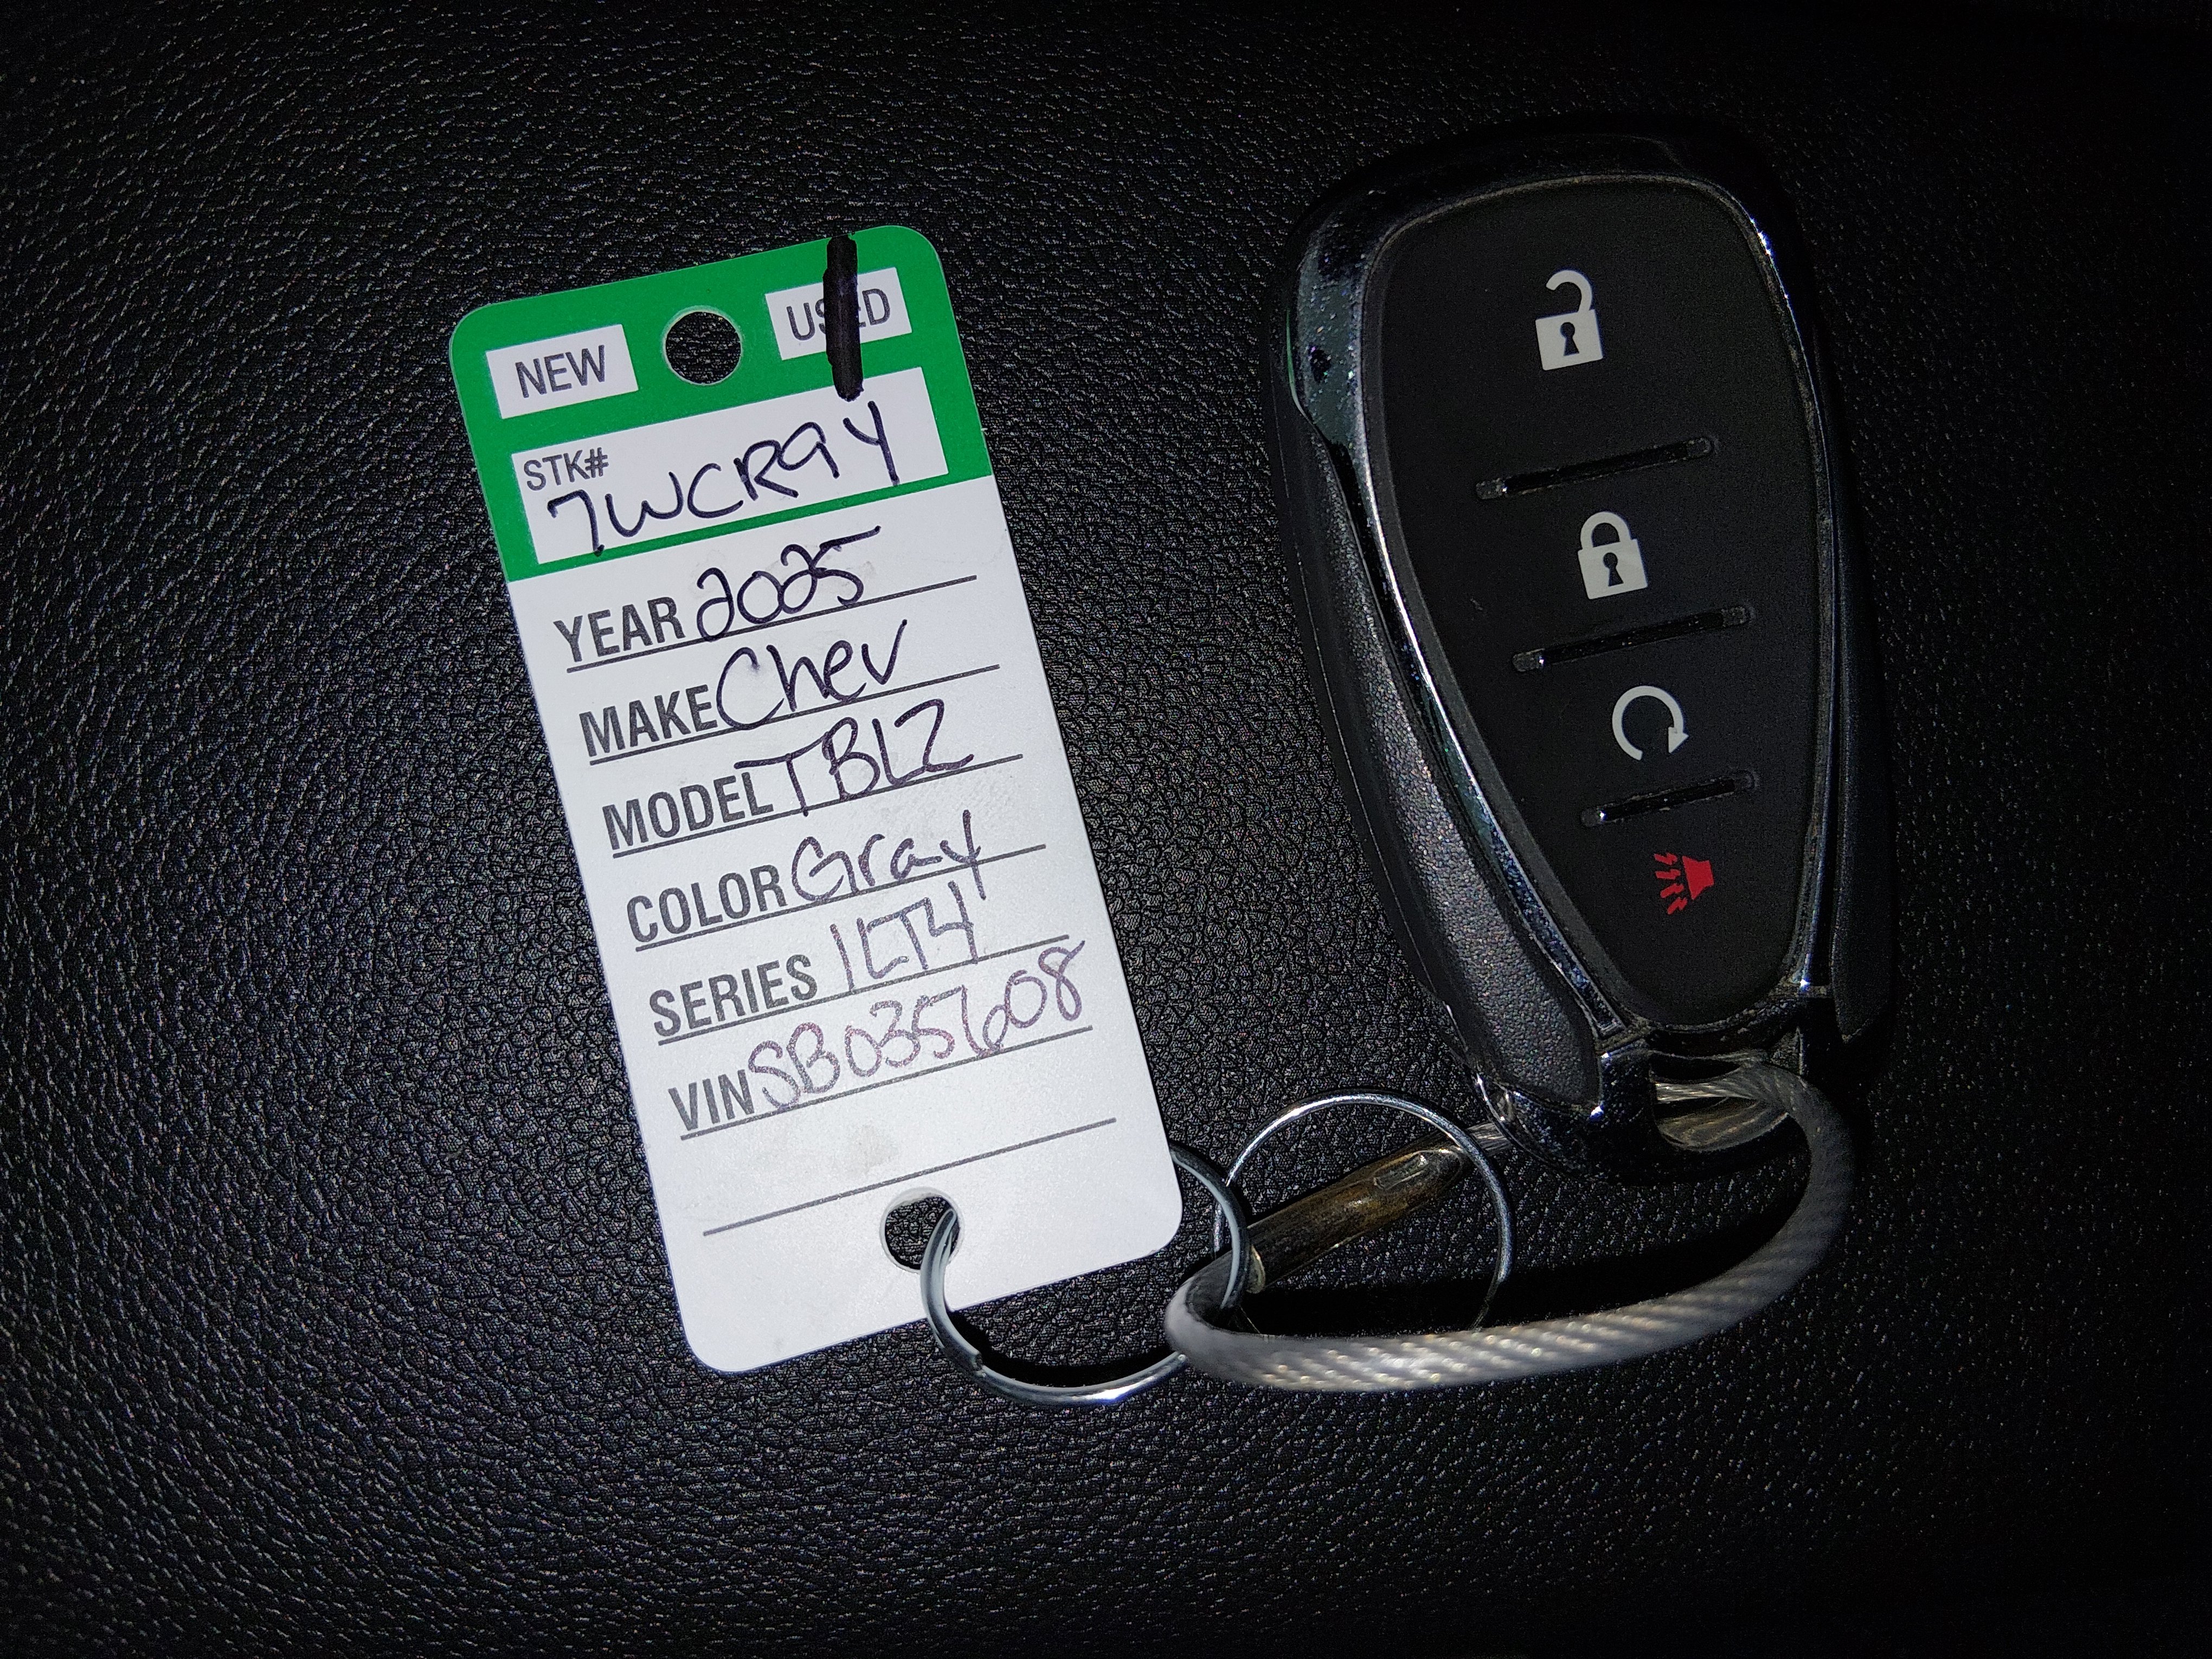 NEW USED
STK#
7WCR94
YEAR 2025
MAKE Chev
MODEL TBLZ
COLOR Gray
SERIES 1LT4
VIN SB035608